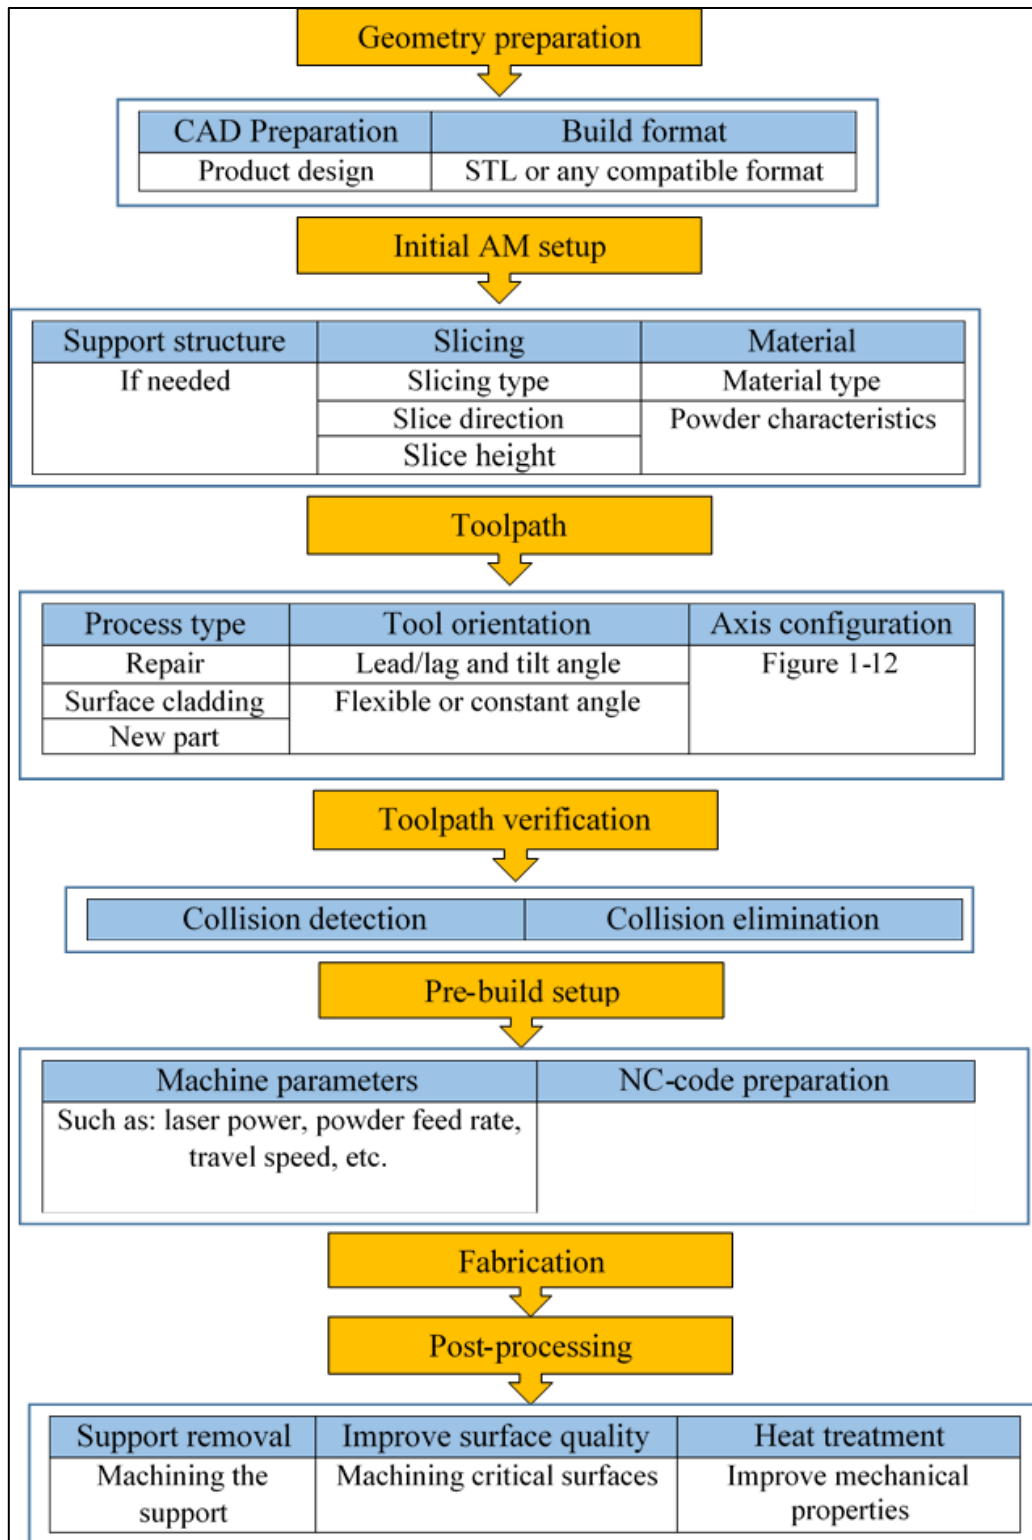 Geometry preparation
CAD Preparation Build format
Product design STL or any compatible format
Initial AM setup
Support structure Slicing Material
If needed Slicing type Material type
Slice direction Powder characteristics
Slice height
Toolpath
Process type Tool orientation Axis configuration
Repair Lead/lag and tilt angle Figure 1-12
Surface cladding Flexible or constant angle
New part
Toolpath verification
Collision detection Collision elimination
Pre-build setup
Machine parameters NC-code preparation
Such as: laser power, powder feed rate,
travel speed, etc.
Fabrication
Post-processing
Support removal Improve surface quality Heat treatment
Machining the Machining critical surfaces Improve mechanical
support properties